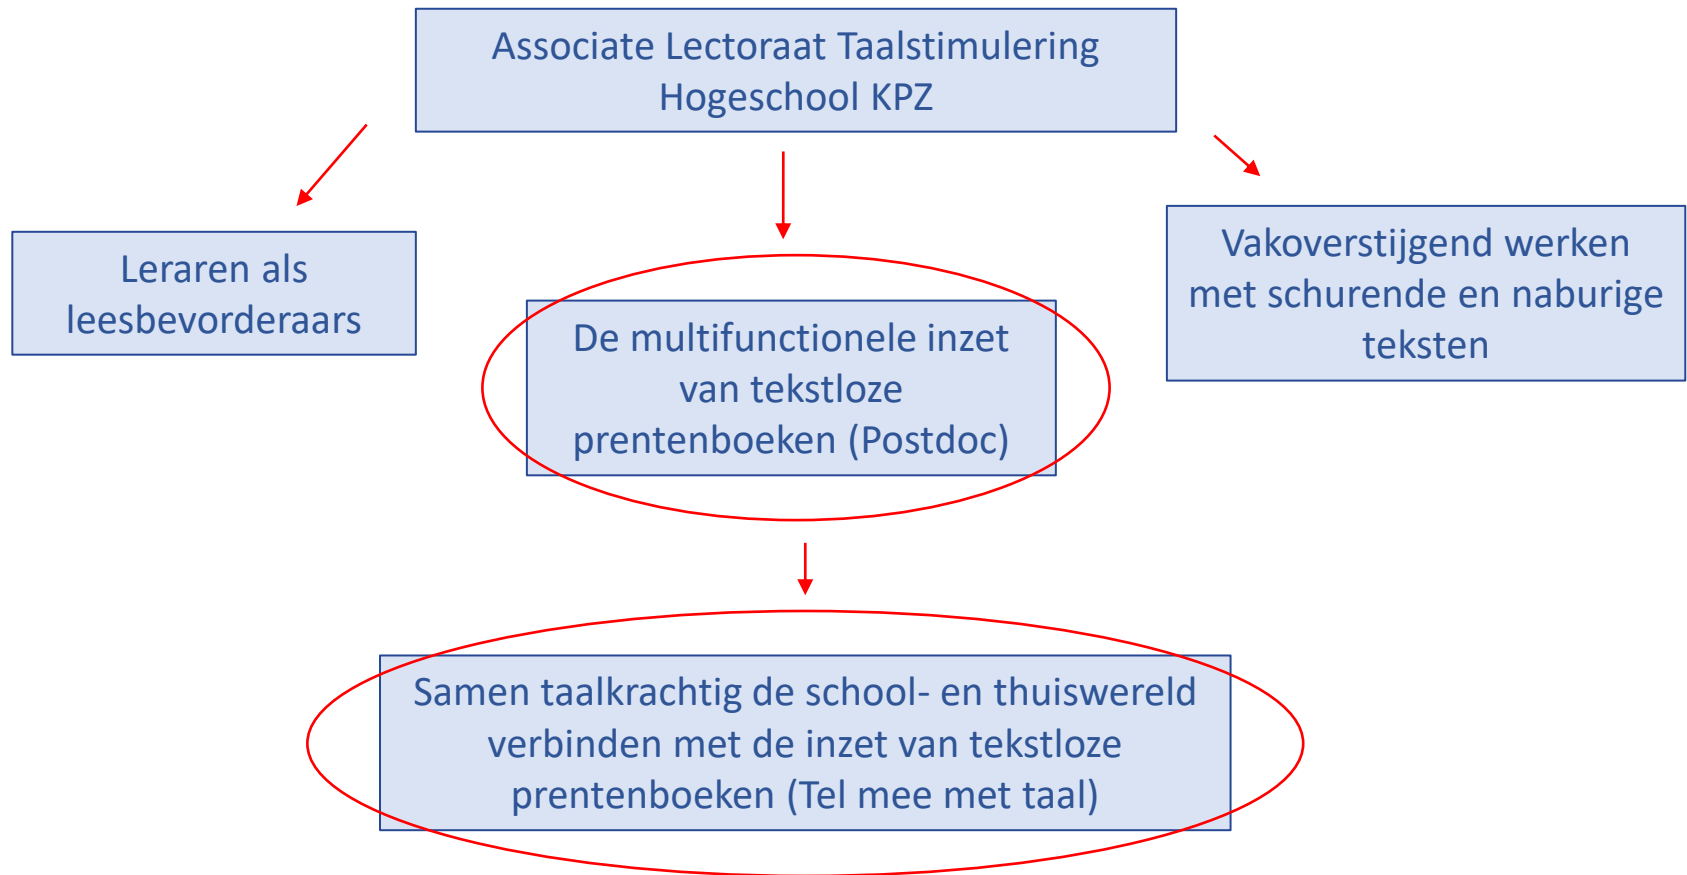 Associate Lectoraat Taalstimulering
Hogeschool KPZ
Leraren als
leesbevorderaars
De multifunctionele inzet
van tekstloze
prentenboeken (Postdoc)
Vakoverstijgend werken
met schurende en naburige
teksten
Samen taalkrachtig de school- en thuiswereld
verbinden met de inzet van tekstloze
prentenboeken (Tel mee met taal)